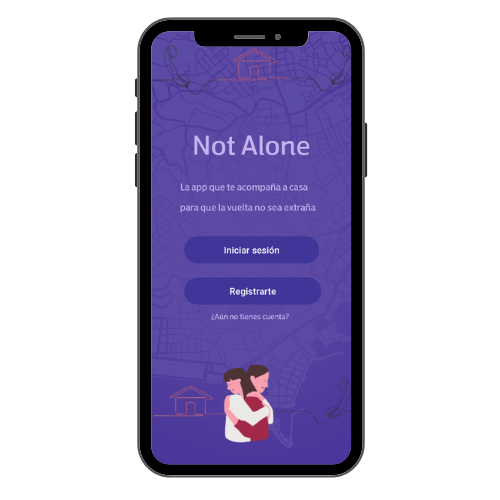 Not Alone
La app que te acompaña a casa
para que la vuelta no sea extraña
Iniciar sesión
Registrarte
¿Aún no tienes cuenta?